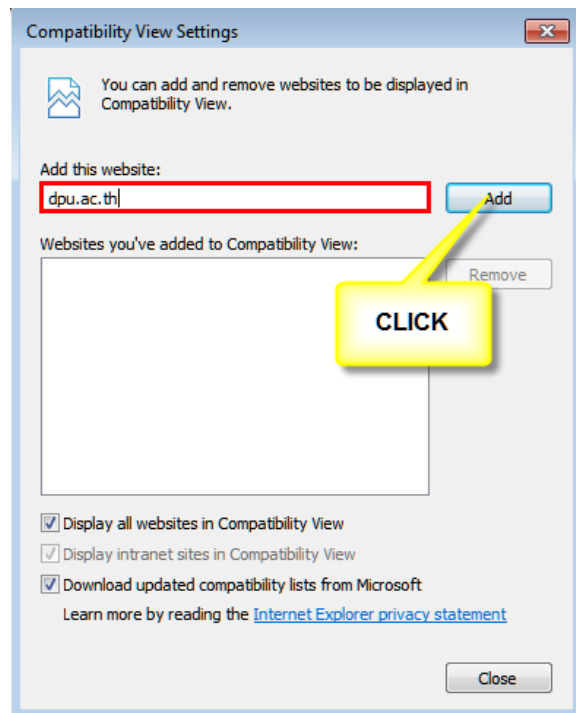 Compatibility View Settings
You can add and remove websites to be displayed in
Compatibility View.
Add this website:
dpu.ac.th
Add
Websites you've added to Compatibility View:
Remove
CLICK
Display all websites in Compatibility View
Display intranet sites in Compatibility View
Download updated compatibility lists from Microsoft
Learn more by reading the Internet Explorer privacy statement
Close